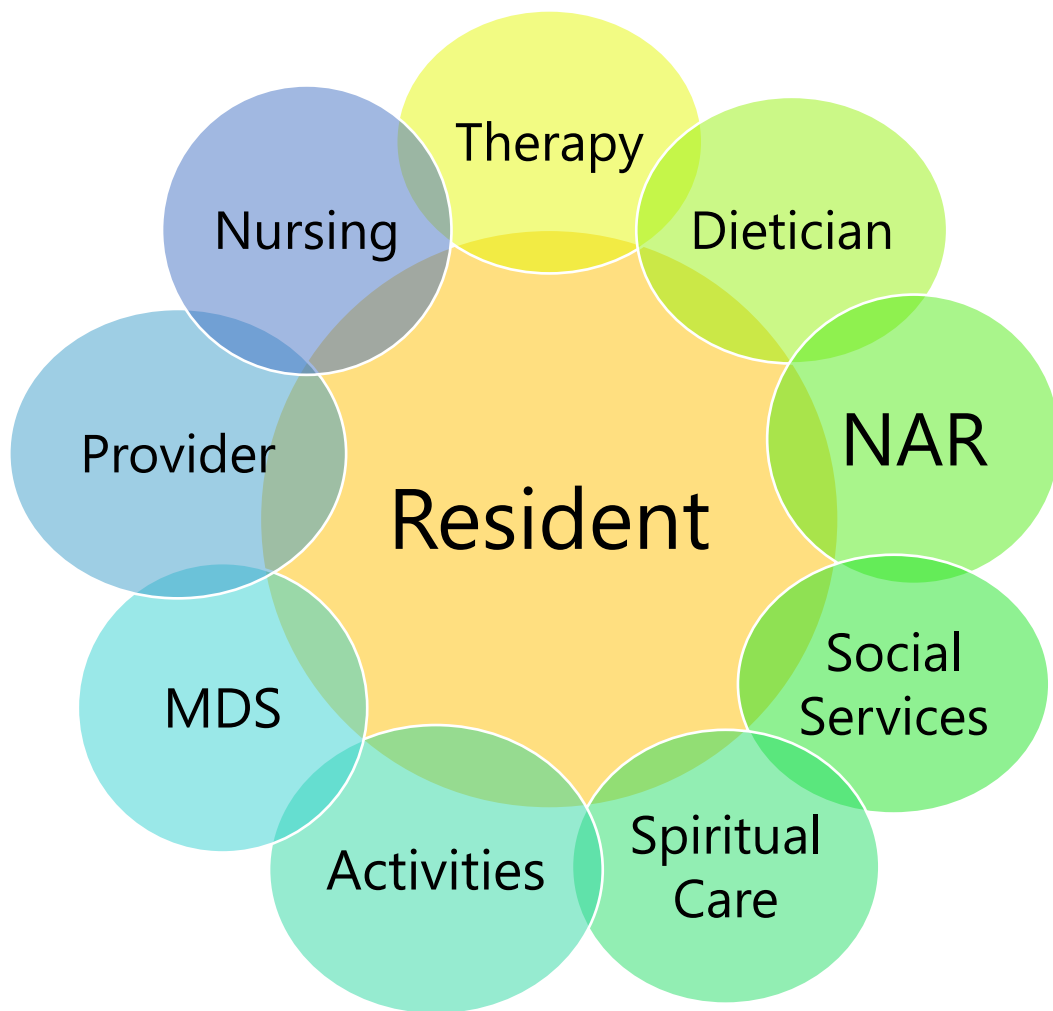 Therapy
Dietician
NAR
Social
Services
Spiritual
Care
Activities
MDS
Provider
Nursing
Resident